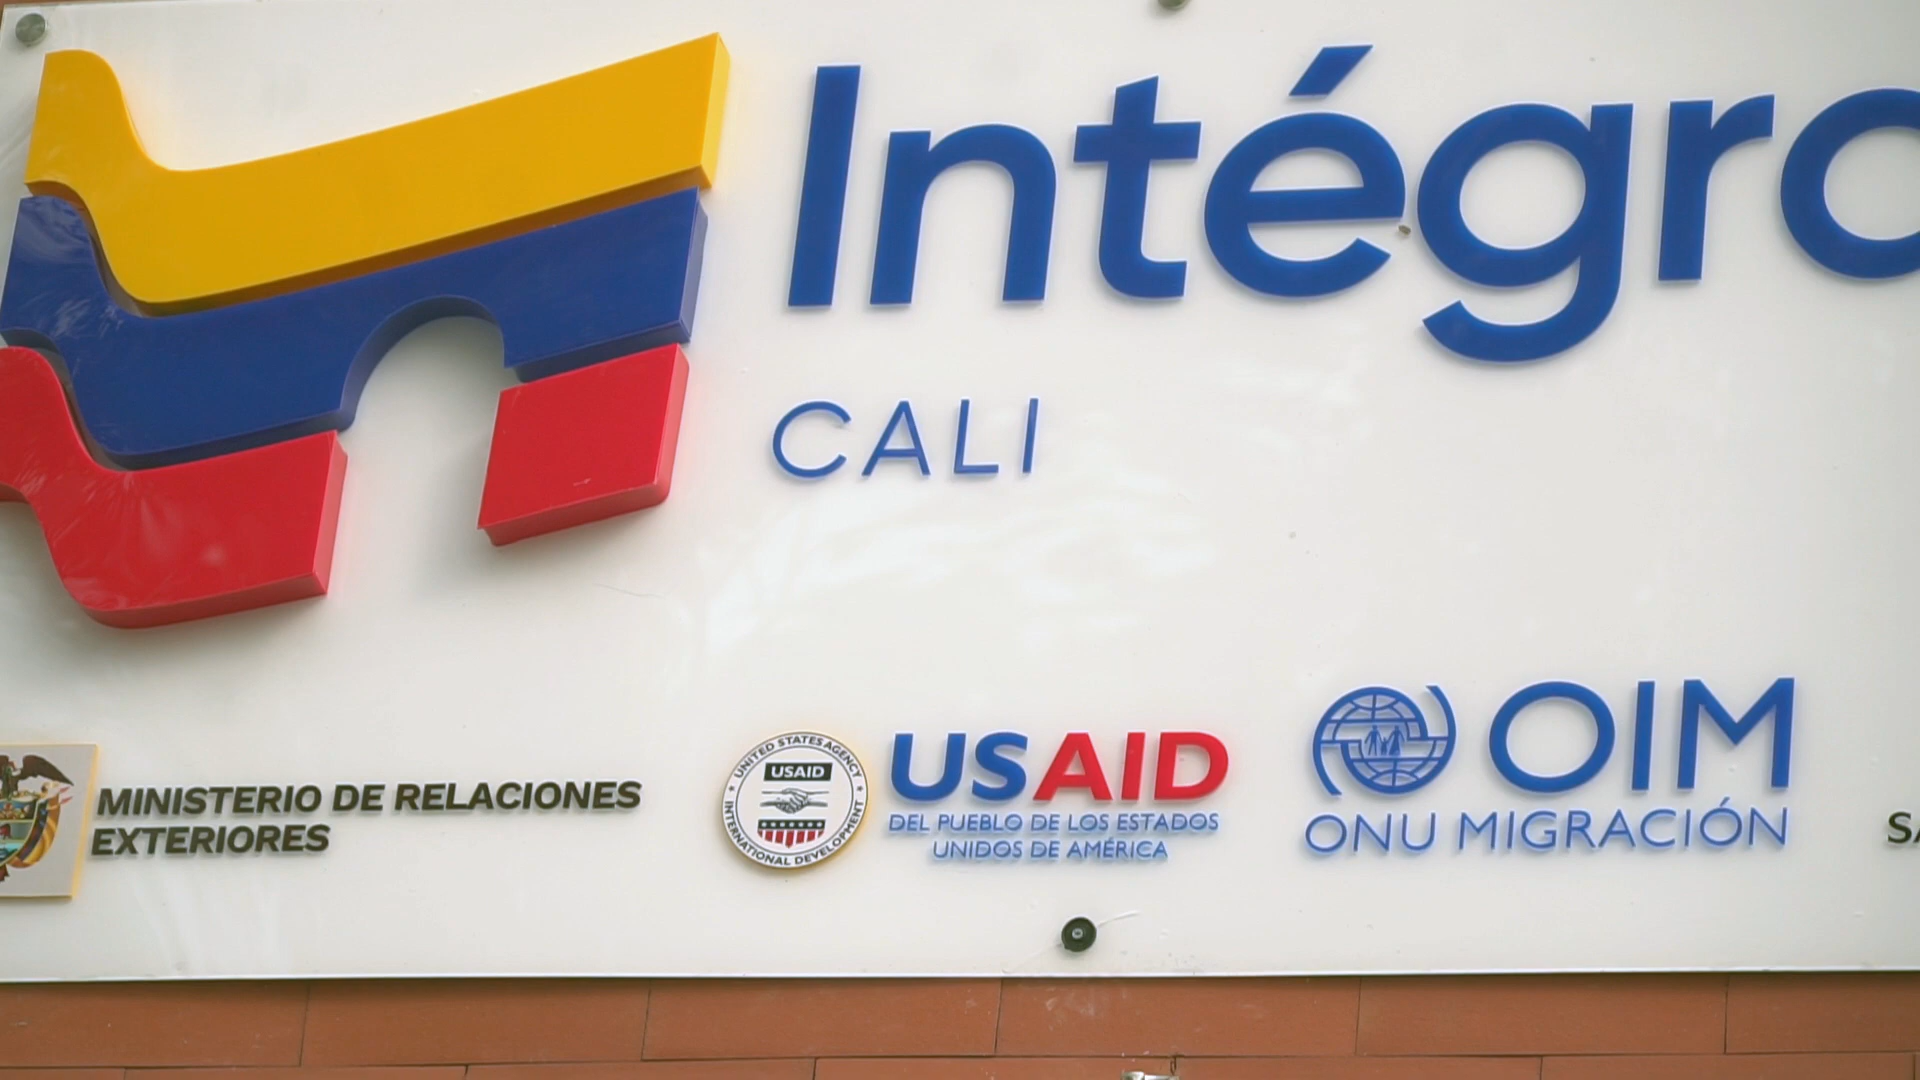 Intégra
CALI
MINISTERIO DE RELACIONES
EXTERIORES
UNITED STATES AGENCY
USAID
INTERNATIONAL DEVELOPMENT
USAID
DEL PUEBLO DE LOS ESTADOS
UNIDOS DE AMÉRICA
OIM
ONU MIGRACIÓN